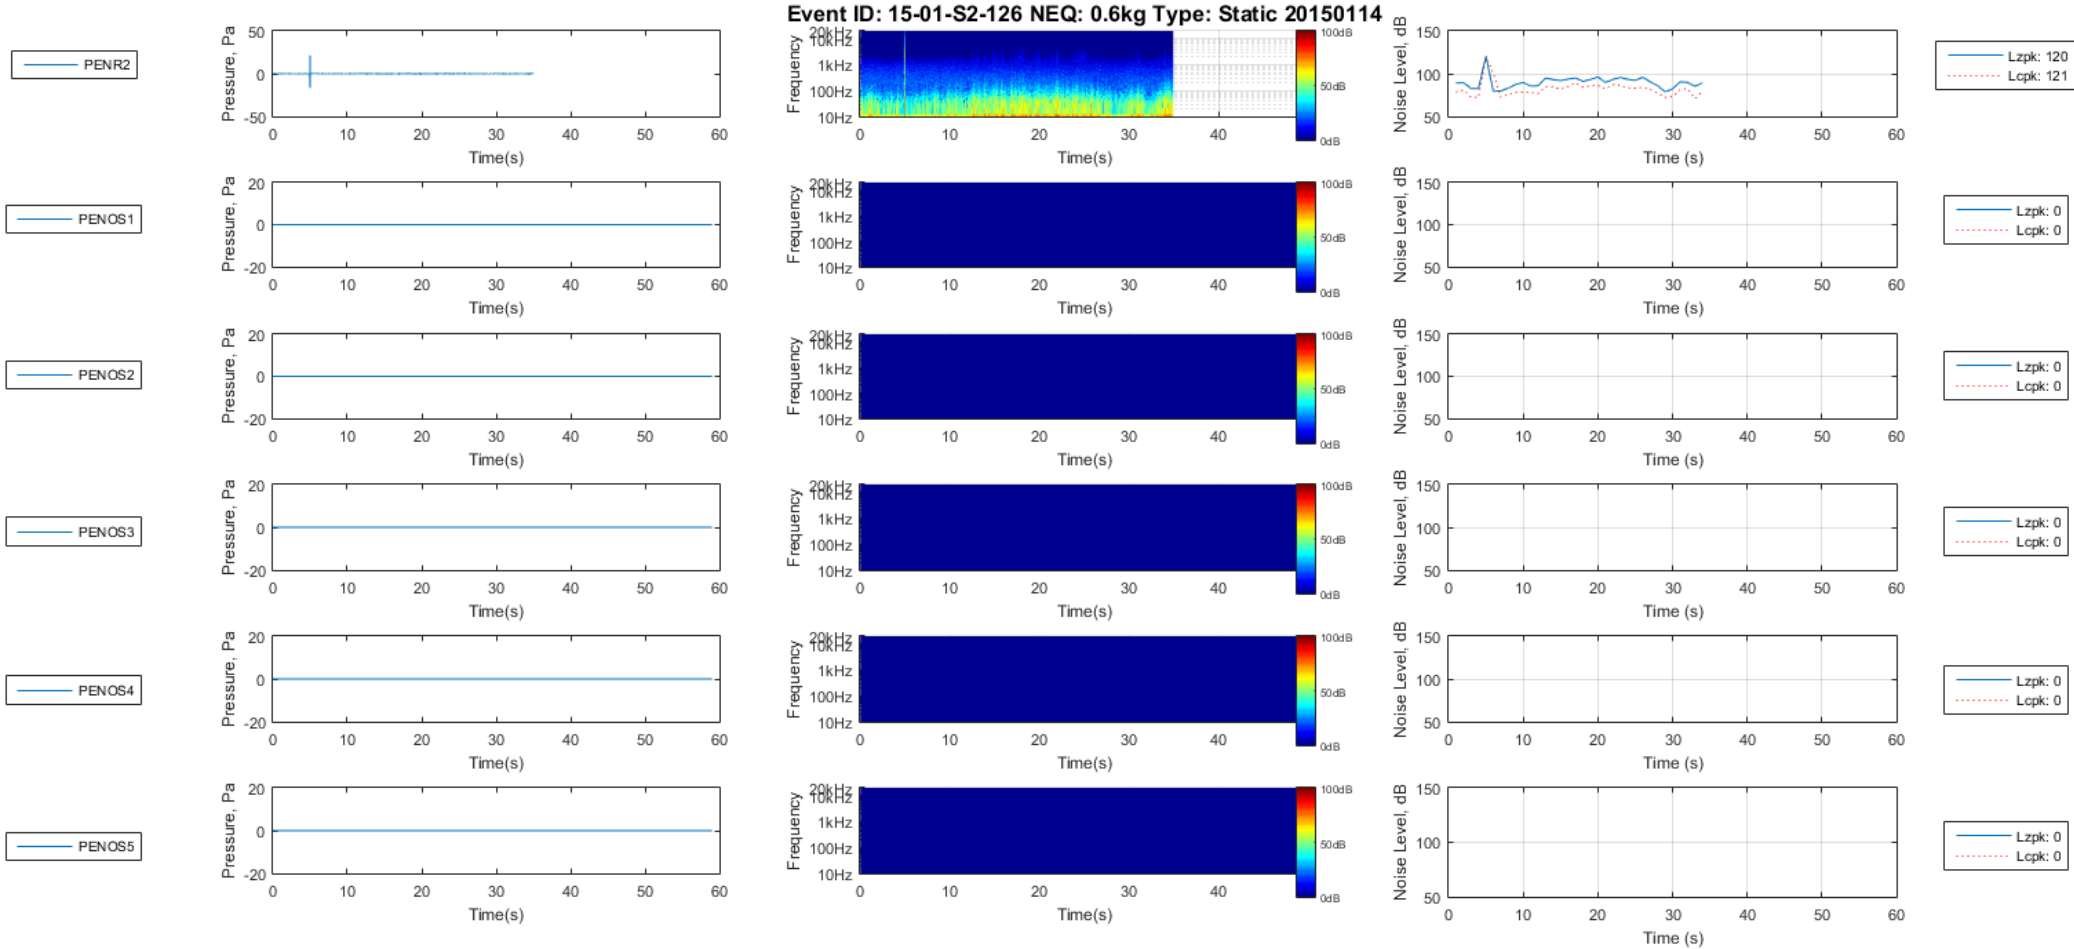 Event ID: 15-01-S2-126 NEQ: 0.6kg Type: Static 20150114
PENR2
Pressure, Pa
50
0
-50
0 10 20 30 40 50 60
Time(s)
Frequency
20kHz
10kHz
1kHz
100Hz
10Hz
0 10 20 30 40
Time(s)
100dB
50dB
0dB
Noise Level, dB
150
100
50
0 10 20 30 40 50 60
Time (s)
Lzpk: 120
Lcpk: 121
PENOS1
Pressure, Pa
20
0
-20
0 10 20 30 40 50 60
Time(s)
Frequency
20kHz
10kHz
1kHz
100Hz
10Hz
0 10 20 30 40
Time(s)
100dB
50dB
0dB
Noise Level, dB
150
100
50
0 10 20 30 40 50 60
Time (s)
Lzpk: 0
Lcpk: 0
PENOS2
Pressure, Pa
20
0
-20
0 10 20 30 40 50 60
Time(s)
Frequency
20kHz
10kHz
1kHz
100Hz
10Hz
0 10 20 30 40
Time(s)
100dB
50dB
0dB
Noise Level, dB
150
100
50
0 10 20 30 40 50 60
Time (s)
Lzpk: 0
Lcpk: 0
PENOS3
Pressure, Pa
20
0
-20
0 10 20 30 40 50 60
Time(s)
Frequency
20kHz
10kHz
1kHz
100Hz
10Hz
0 10 20 30 40
Time(s)
100dB
50dB
0dB
Noise Level, dB
150
100
50
0 10 20 30 40 50 60
Time (s)
Lzpk: 0
Lcpk: 0
PENOS4
Pressure, Pa
20
0
-20
0 10 20 30 40 50 60
Time(s)
Frequency
20kHz
10kHz
1kHz
100Hz
10Hz
0 10 20 30 40
Time(s)
100dB
50dB
0dB
Noise Level, dB
150
100
50
0 10 20 30 40 50 60
Time (s)
Lzpk: 0
Lcpk: 0
PENOS5
Pressure, Pa
20
0
-20
0 10 20 30 40 50 60
Time(s)
Frequency
20kHz
10kHz
1kHz
100Hz
10Hz
0 10 20 30 40
Time(s)
100dB
50dB
0dB
Noise Level, dB
150
100
50
0 10 20 30 40 50 60
Time (s)
Lzpk: 0
Lcpk: 0